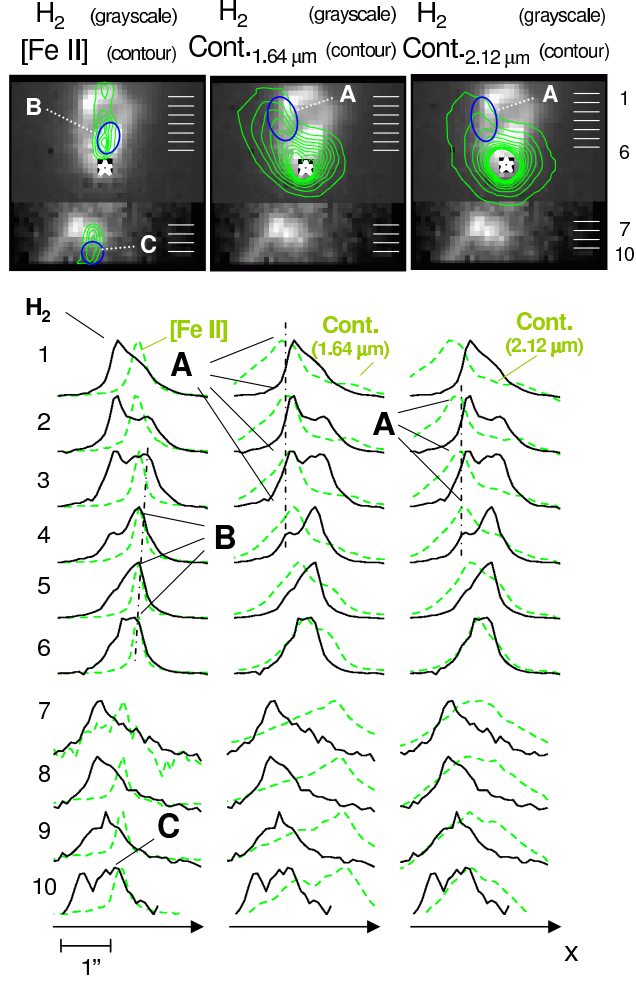 H2 (grayscale) H2 (grayscale) H2 (grayscale)
[Fe II] (contour) Cont.1.64 μm (contour) Cont.2.12 μm (contour)
A A 1
B
6
7
C 10
H2
[Fe II] Cont. Cont.
(1.64 μm) (2.12 μm)
1 A
2 A
3
4 B
5
6
7
8
9 C
10
1” x